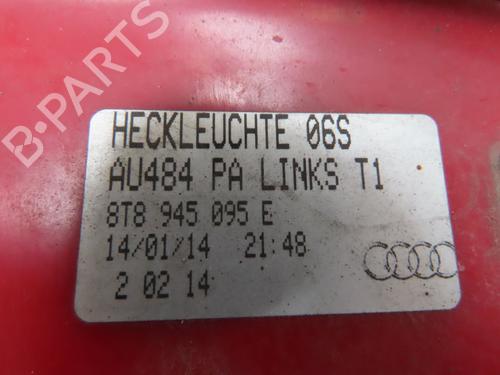 HECKLEUCHTE 06S
AU484 PA LINKS T1
8T8 945 095 E
14/01/14 21:48
2 02 14
B-PARTS